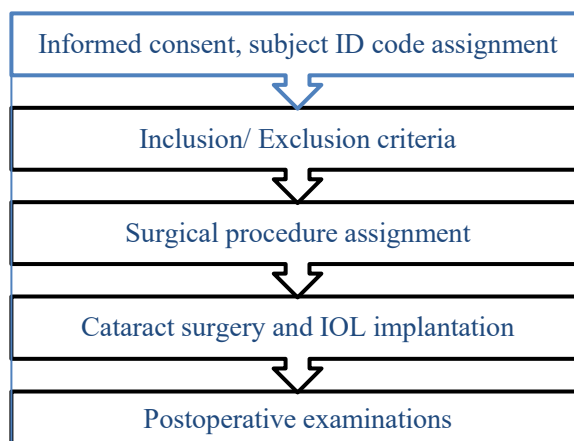 Informed consent, subject ID code assignment
Inclusion/ Exclusion criteria
Surgical procedure assignment
Cataract surgery and IOL implantation
Postoperative examinations